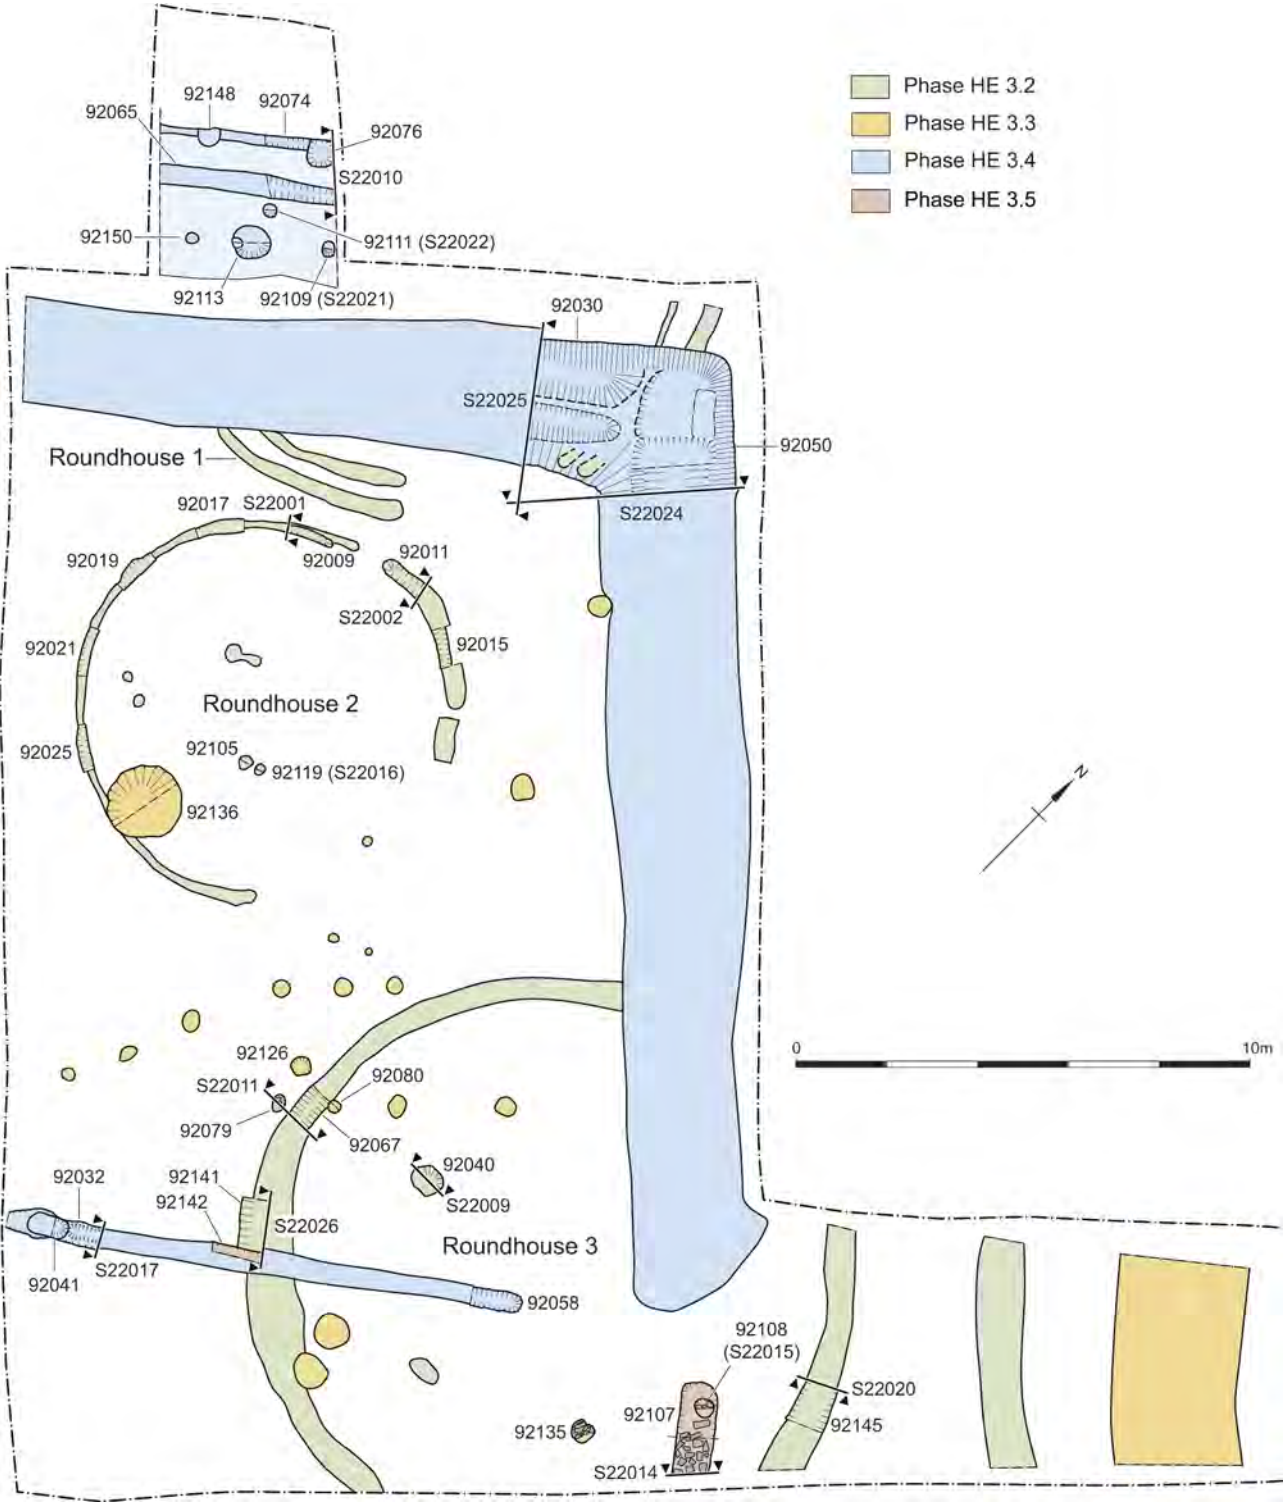 Phase HE 3.2
Phase HE 3.3
Phase HE 3.4
Phase HE 3.5
92148
92074
92065
92076
S22010
92150
92111 (S22022)
92113
92109 (S22021)
92030
S22025
92050
Roundhouse 1
S22024
92017
S22001
92019
92009
92011
S22002
92021
92015
Roundhouse 2
92025
92105
92119 (S22016)
92136
N
0
10m
92126
S22011
92080
92079
92067
92040
S22009
92032
92141
92142
S22026
Roundhouse 3
92041
S22017
92058
92108
(S22015)
S22020
92107
92145
92135
S22014